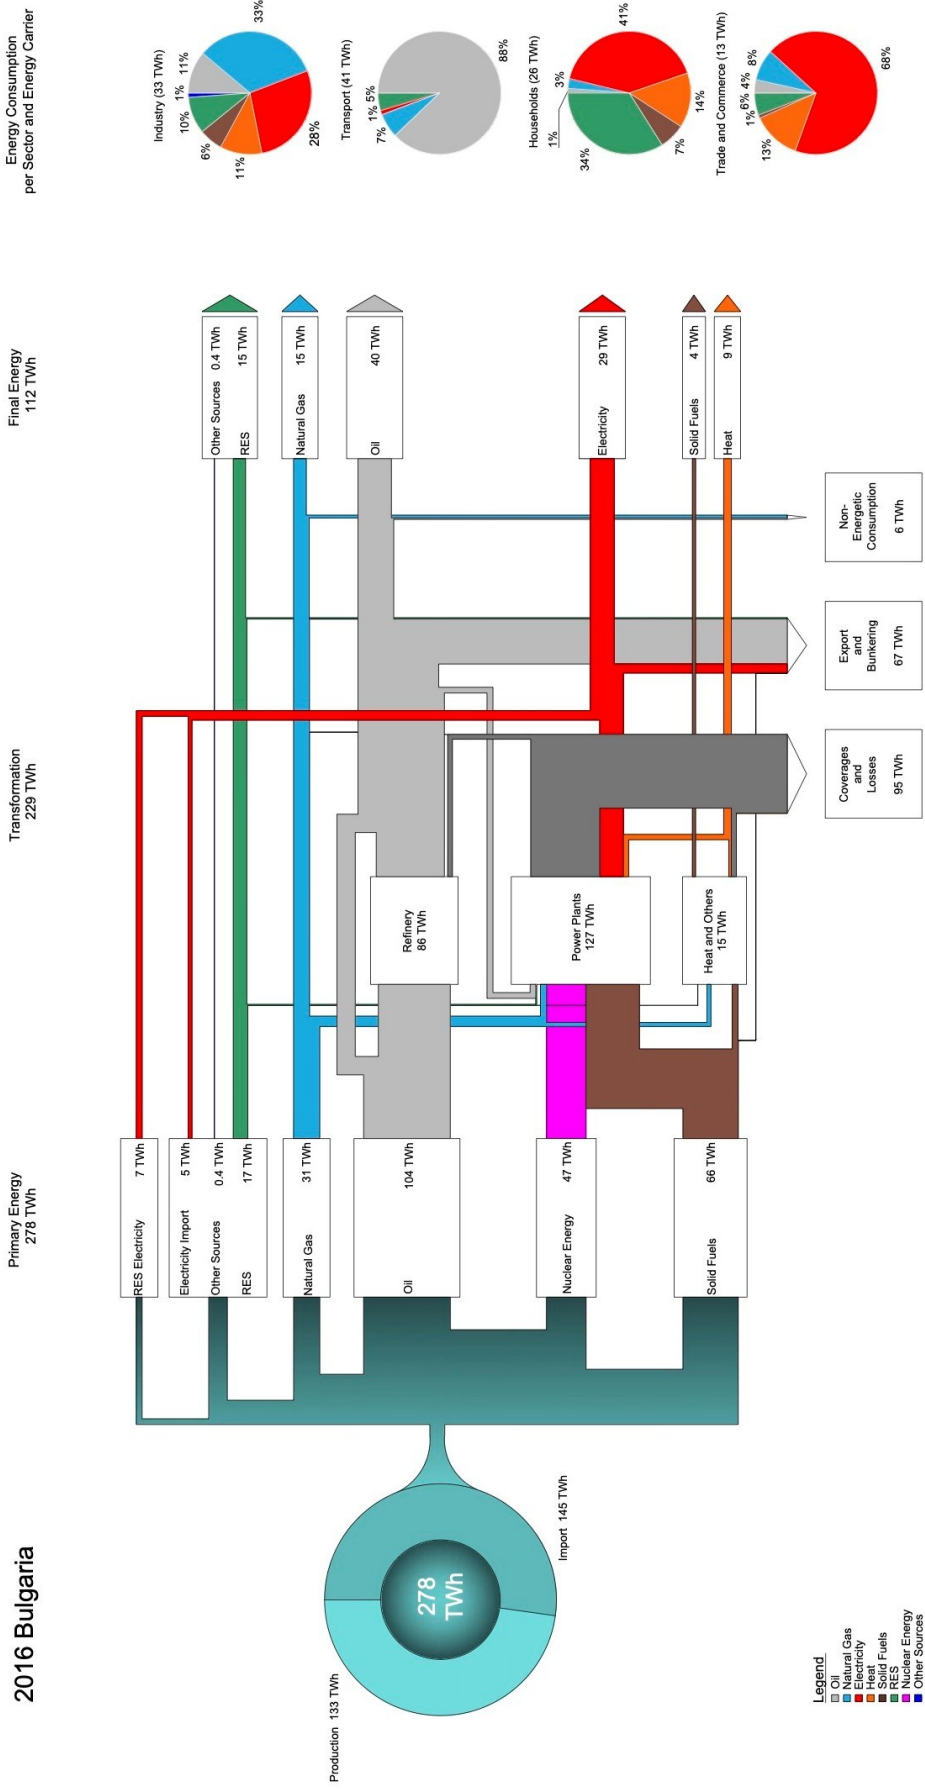 2016 Bulgaria
Primary Energy
278 TWh
Transformation
229 TWh
Final Energy
112 TWh
Energy Consumption
per Sector and Energy Carrier
Production 133 TWh
Import 145 TWh
278
TWh
RES Electricity 7 TWh
Electricity Import 5 TWh
Other Sources 0.4 TWh
RES 17 TWh
Natural Gas 31 TWh
Oil 104 TWh
Nuclear Energy 47 TWh
Solid Fuels 66 TWh
Refinery
86 TWh
Power Plants
127 TWh
Heat and Others
15 TWh
Other Sources 0.4 TWh
RES 15 TWh
Natural Gas 15 TWh
Oil 40 TWh
Electricity 29 TWh
Solid Fuels 4 TWh
Heat 9 TWh
Coverages
and
Losses
95 TWh
Export
and
Bunkering
67 TWh
Non-
Energetic
Consumption
6 TWh
Industry (33 TWh)
33%
11%
1%
10%
6%
11%
28%
Transport (41 TWh)
88%
5%
1%
7%
Households (26 TWh)
41%
3%
1%
34%
7%
14%
Trade and Commerce (13 TWh)
68%
8%
4%
6%
1%
13%
Legend
Oil
Natural Gas
Electricity
Heat
Solid Fuels
RES
Nuclear Energy
Other Sources